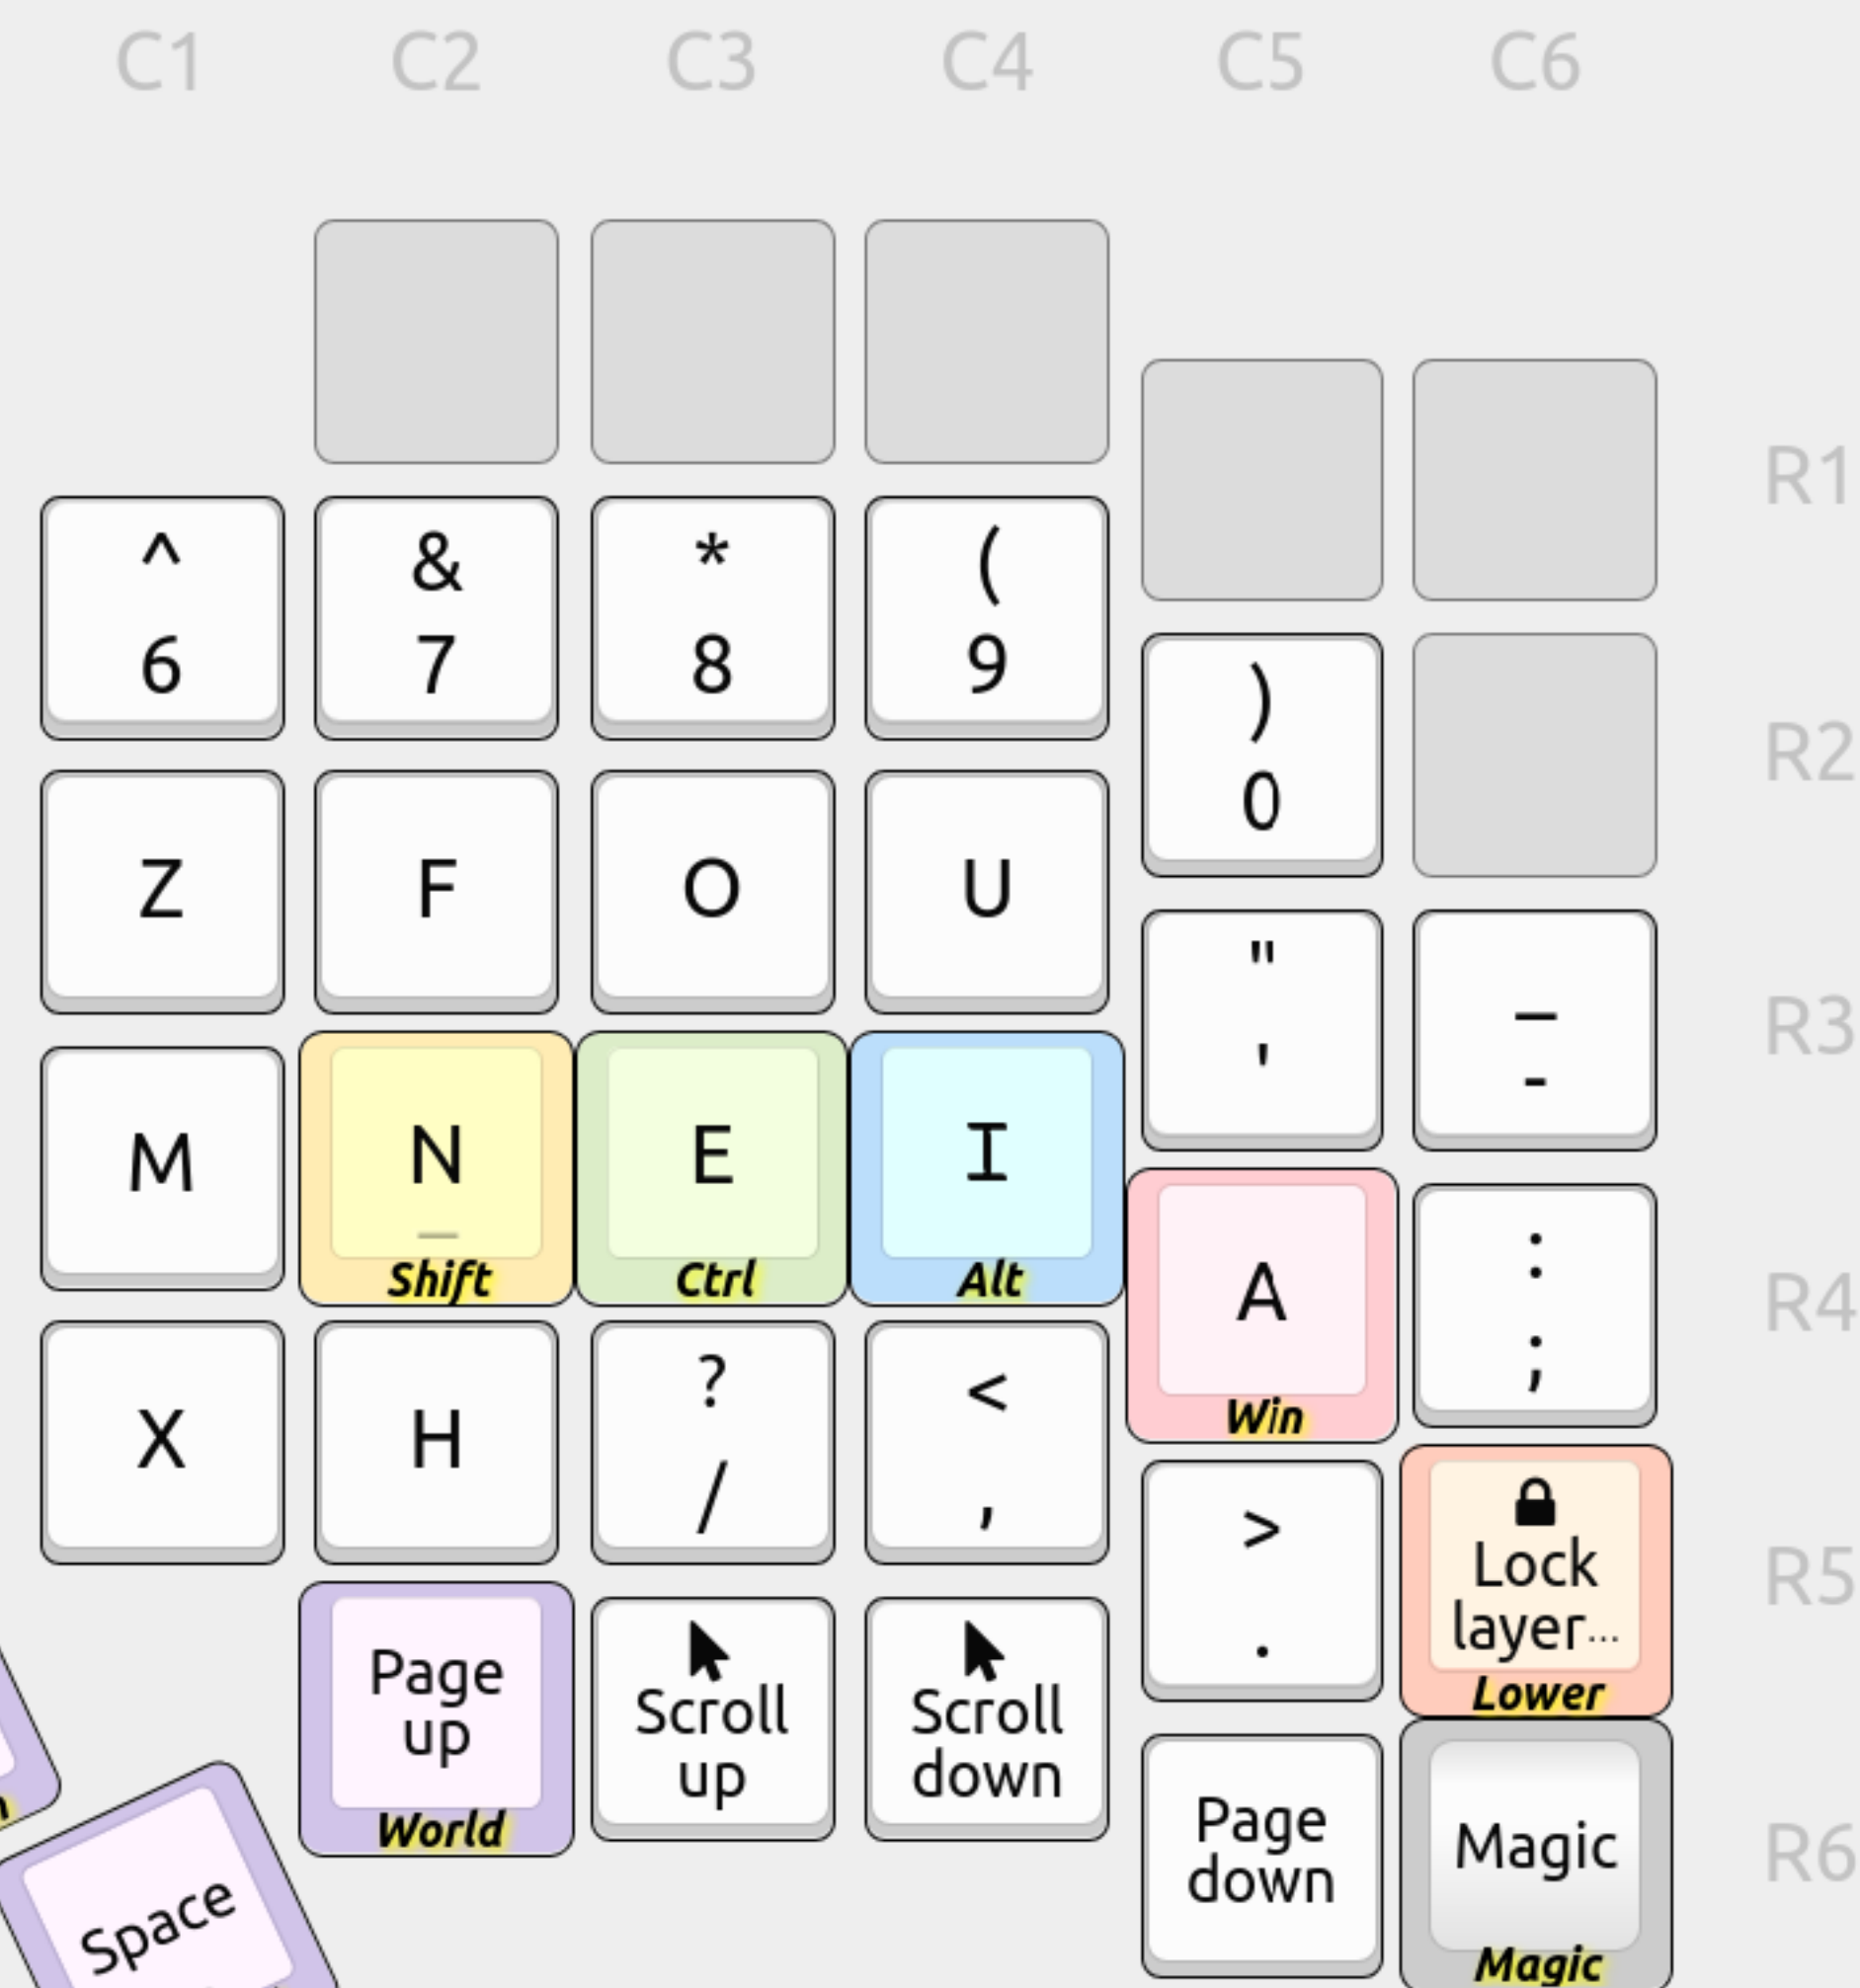 C1 C2 C3 C4 C5 C6
R1
^ & * (
6 7 8 9
)
0
R2
Z F O U
"
'
_
-
R3
M N E I
_
Shift Ctrl Alt
A
Win
:
;
R4
X H
?
/
<
,
>
.
Lock
layer...
Lower
R5
Page
up
World
Scroll
up
Scroll
down
Page
down
Magic
Magic
R6
Space